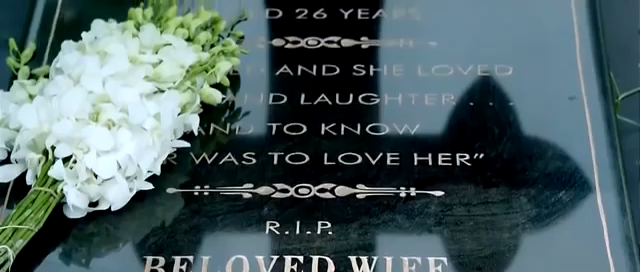 D 26 YEARS
AND SHE LOVED
ND LAUGHTER . . .
AND TO KNOW
R WAS TO LOVE HER”
R.I.P.
BELOVED WIFE